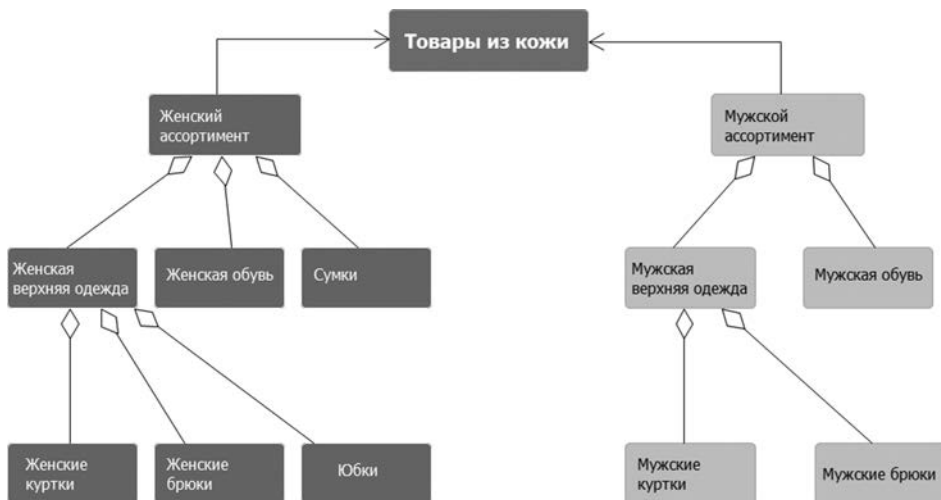 Товары из кожи
Женский
ассортимент
Мужской
ассортимент
Женская
верхняя одежда
Женская обувь
Сумки
Мужская
верхняя одежда
Мужская обувь
Женские
куртки
Женские
брюки
Юбки
Мужские
куртки
Мужские брюки